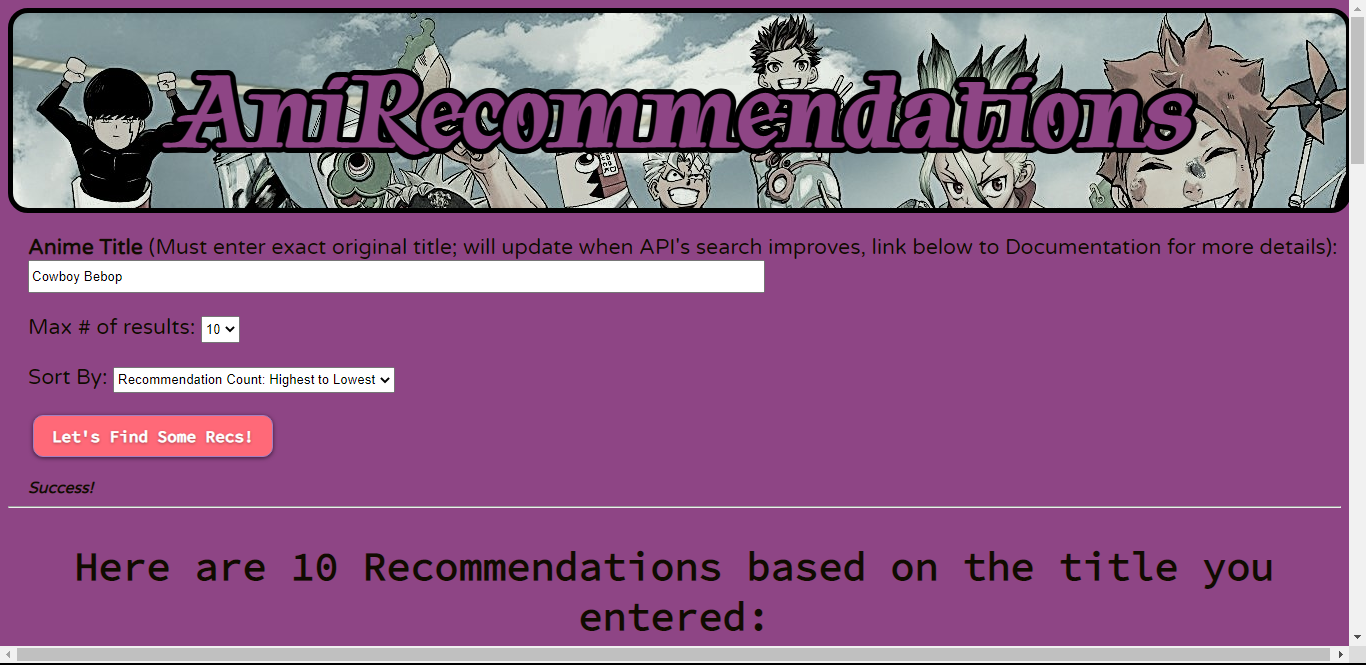 AniRecommendations
Anime Title (Must enter exact original title; will update when API's search improves, link below to Documentation for more details):
Cowboy Bebop
Max # of results: 10
Sort By: Recommendation Count: Highest to Lowest
Let's Find Some Recs!
Success!
Here are 10 Recommendations based on the title you
entered: